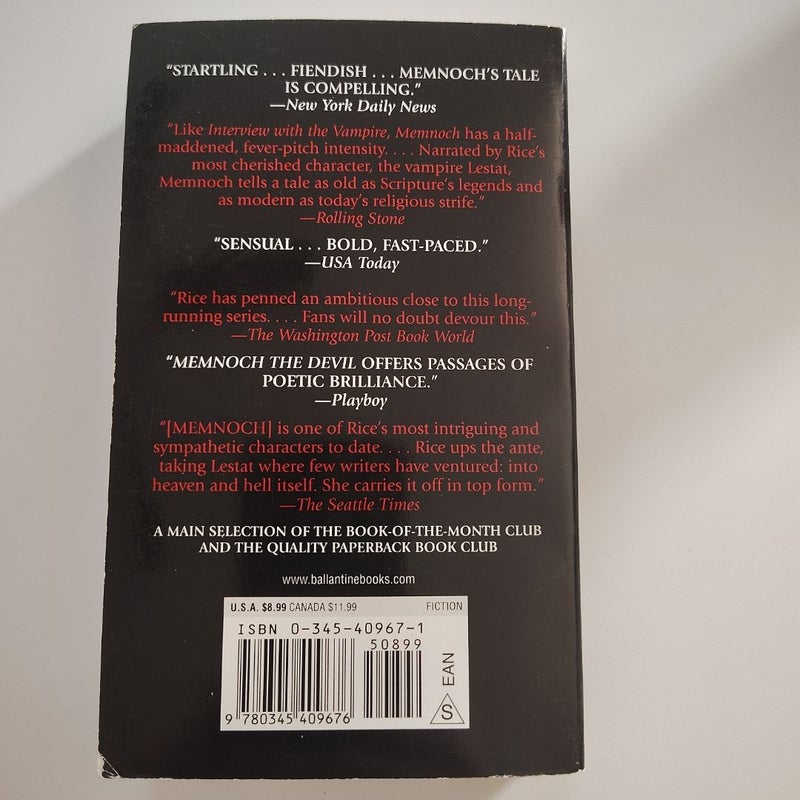 “STARTLING . . . FIENDISH . . . MEMNOCH’S TALE
IS COMPELLING.”
—New York Daily News
“Like Interview with the Vampire, Memnoch has a half-
maddened, fever-pitch intensity. . . . Narrated by Rice’s
most cherished character, the vampire Lestat,
Memnoch tells a tale as old as Scripture’s legends and
as modern as today’s religious strife.”
—Rolling Stone
“SENSUAL . . . BOLD, FAST-PACED.”
—USA Today
“Rice has penned an ambitious close to this long-
running series. . . . Fans will no doubt devour this.”
—The Washington Post Book World
“MEMNOCH THE DEVIL OFFERS PASSAGES OF
POETIC BRILLIANCE.”
—Playboy
“[MEMNOCH] is one of Rice’s most intriguing and
sympathetic characters to date. . . . Rice ups the ante,
taking Lestat where few writers have ventured: into
heaven and hell itself. She carries it off in top form.”
—The Seattle Times
A MAIN SELECTION OF THE BOOK-OF-THE-MONTH CLUB
AND THE QUALITY PAPERBACK BOOK CLUB
www.ballantinebooks.com
U.S.A. $8.99 CANADA $11.99 FICTION
ISBN 0-345-40967-1
50899
9 780345 409676
S EAN